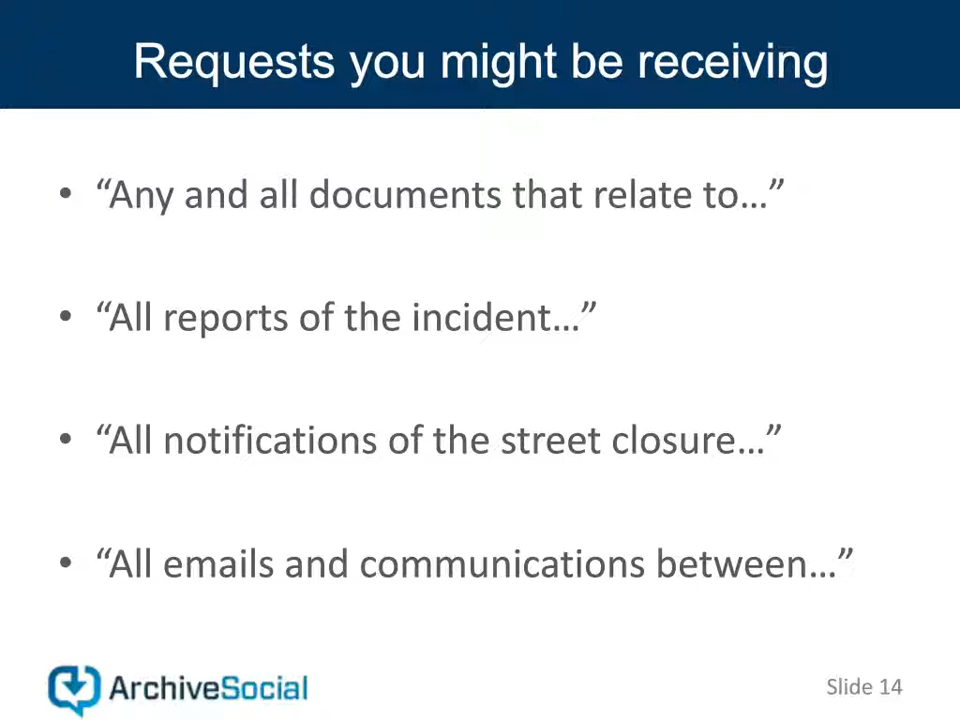 Requests you might be receiving
• “Any and all documents that relate to…”
• “All reports of the incident…”
• “All notifications of the street closure…”
• “All emails and communications between…”
ArchiveSocial
Slide 14